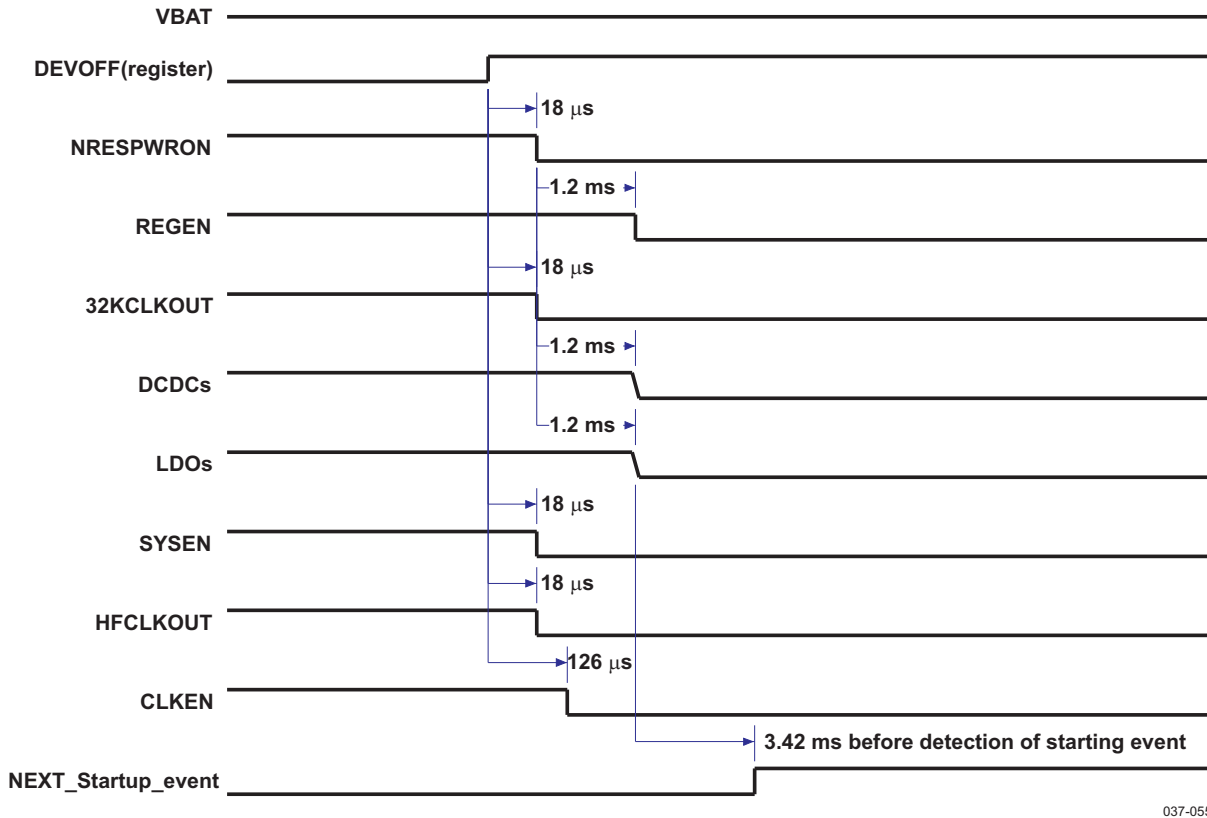 VBAT
DEVOFF(register)
18 μs
NRESPWRON
1.2 ms
REGEN
18 μs
32KCLKOUT
1.2 ms
DCDCs
1.2 ms
LDOs
18 μs
SYSEN
18 μs
HFCLKOUT
126 μs
CLKEN
3.42 ms before detection of starting event
NEXT_Startup_event
037-055